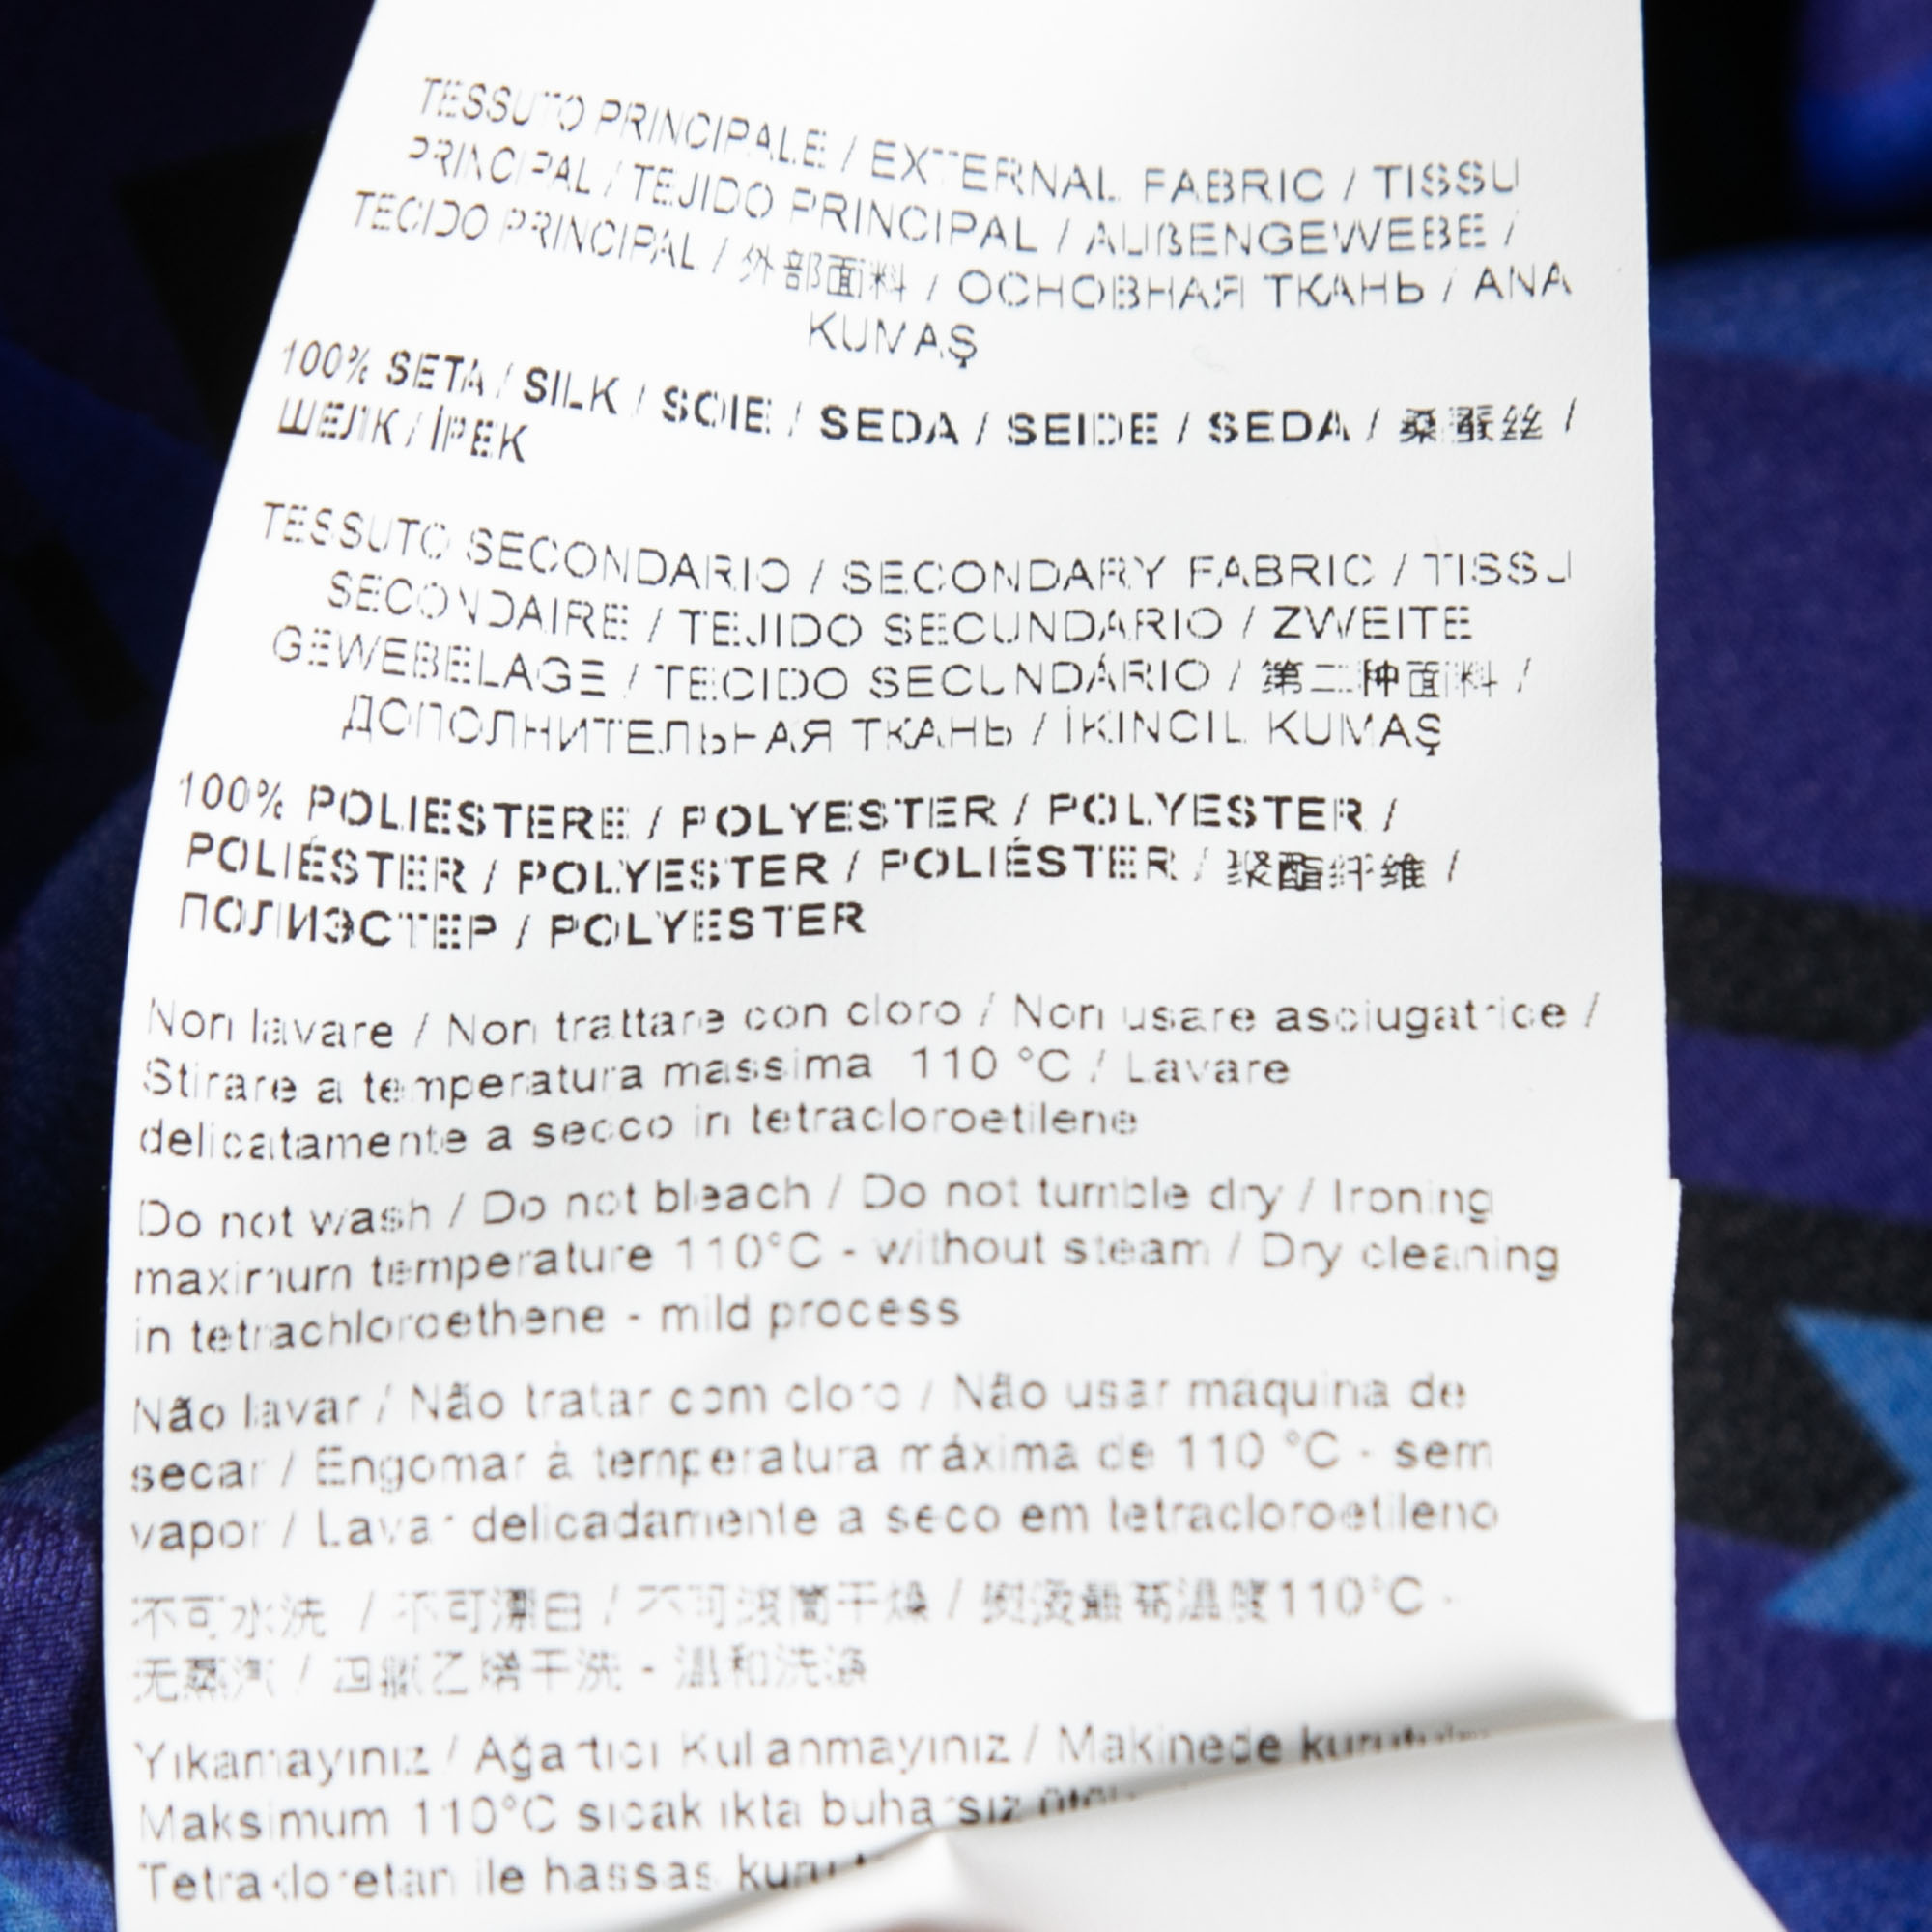 TESSUTO PRINCIPALE / EXTERNAL FABRIC / TISSU
PRINCIPAL / TEJIDO PRINCIPAL / AUßENGEWEBE /
TECIDO PRINCIPAL / 外部面料 / ОСНОВНАЯ ТКАНЬ / ANA
KUMAŞ
100% SETA / SILK / SOIE / SEDA / SEIDE / SEDA / 桑蚕丝 /
ШЕЛК / İPEK
TESSUTO SECONDARIO / SECONDARY FABRIC / TISSU
SECONDAIRE / TEJIDO SECUNDARIO / ZWEITE
GEWEBELAGE / TECIDO SECUNDÁRIO / 第二种面料 /
ДОПОЛНИТЕЛЬНАЯ ТКАНЬ / İKINCIL KUMAŞ
100% POLIESTERE / POLYESTER / POLYESTER /
POLIÉSTER / POLYESTER / POLIÉSTER / 聚酯纤维 /
ПОЛИЭСТЕР / POLYESTER
Non lavare / Non trattare con cloro / Non usare asciugatrice /
Stirare a temperatura massima 110 °C / Lavare
delicatamente a secco in tetracloroetilene
Do not wash / Do not bleach / Do not tumble dry / Ironing
maximum temperature 110°C - without steam / Dry cleaning
in tetrachloroethene - mild process
Não lavar / Não tratar com cloro / Não usar maquina de
secar / Engomar à temperatura máxima de 110 °C - sem
vapor / Lavar delicadamente a seco em tetracloroetileno
不可水洗 / 不可漂白 / 不可滚筒干燥 / 熨烫最高温度110°C -
无蒸汽 / 四氯乙烯干洗 - 温和洗涤
Yıkamayınız / Ağartıcı Kullanmayınız / Makinede
Maksimum 110°C sıcaklıkta buharsız
Tetrakloretan ile hassas kuru